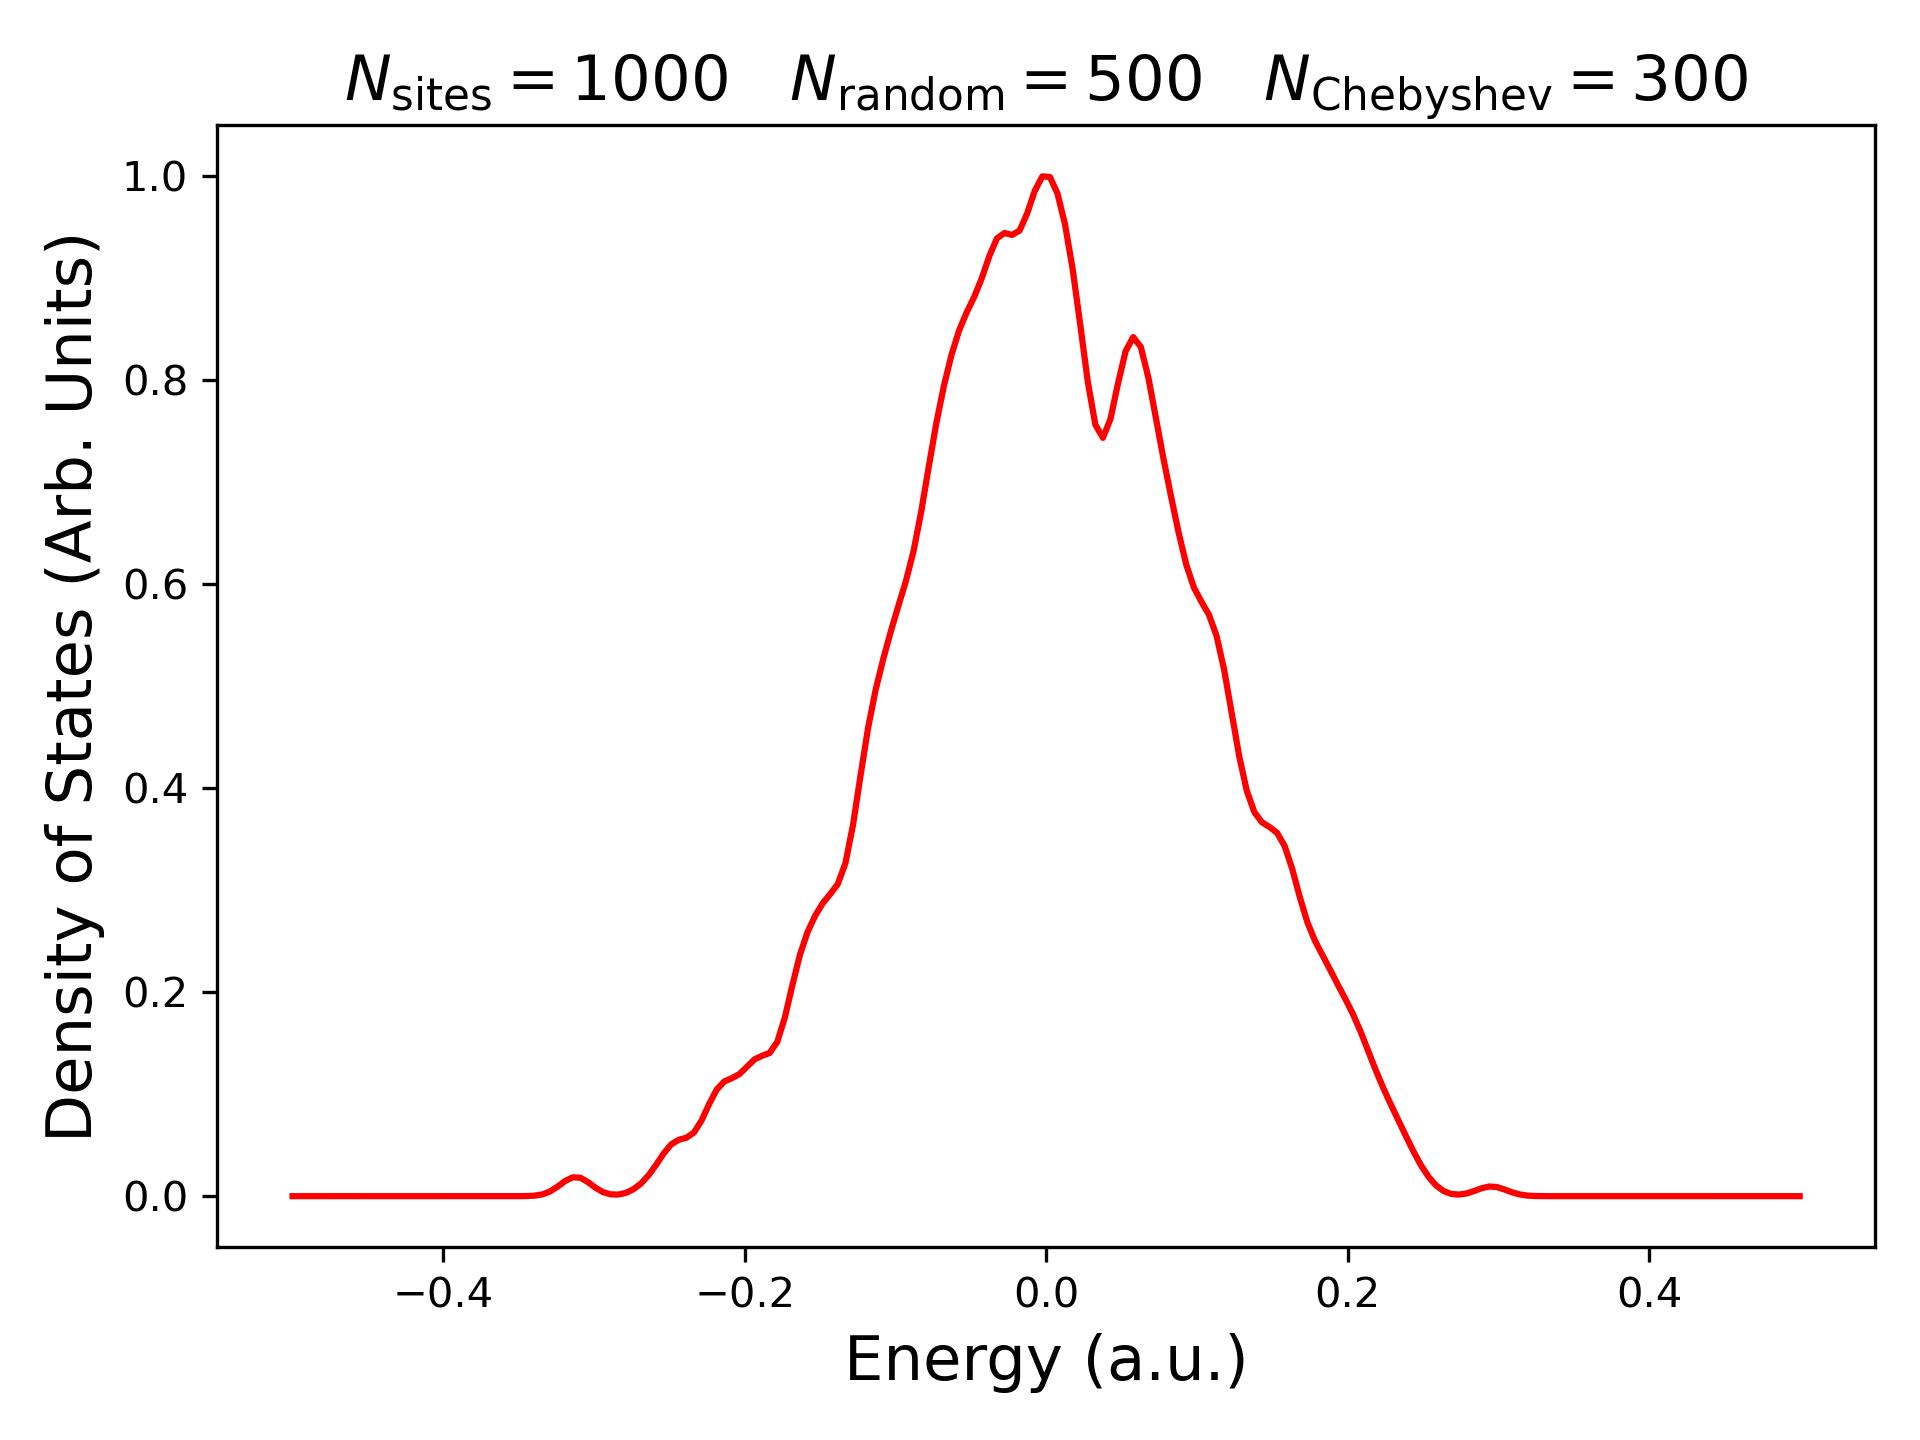 N_sites = 1000 N_random = 500 N_Chebyshev = 300
Density of States (Arb. Units)
1.0
0.8
0.6
0.4
0.2
0.0
−0.4 −0.2 0.0 0.2 0.4
Energy (a.u.)